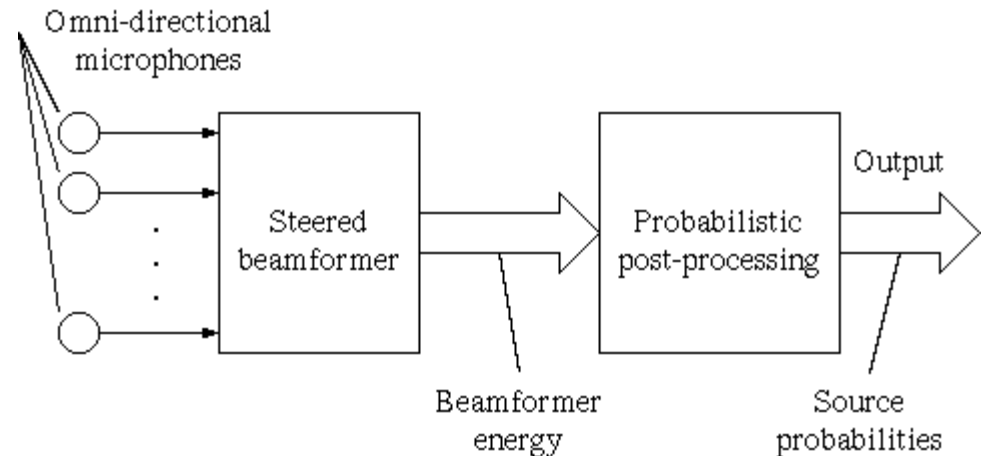 Omni-directional
microphones
Steered
beamformer
Beamformer
energy
Probabilistic
post-processing
Output
Source
probabilities